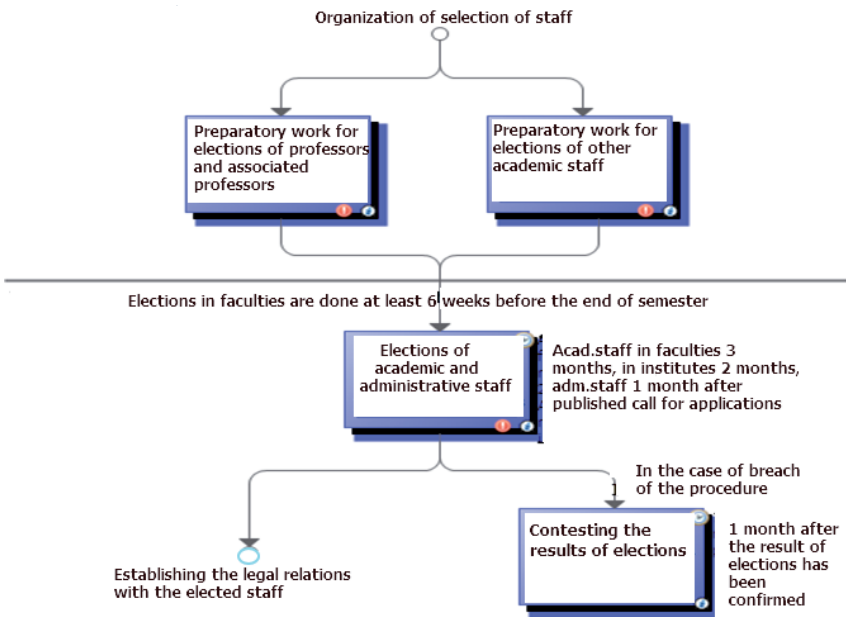 Organization of selection of staff
Preparatory work for
elections of professors
and associated
professors
Preparatory work for
elections of other
academic staff
Elections in faculties are done at least 6 weeks before the end of semester
Elections of
academic and
administrative staff
Acad.staff in faculties 3
months, in institutes 2 months,
adm.staff 1 month after
published call for applications
In the case of breach
of the procedure
Contesting the
results of elections
1 month after
the result of
elections has
been
confirmed
Establishing the legal relations
with the elected staff